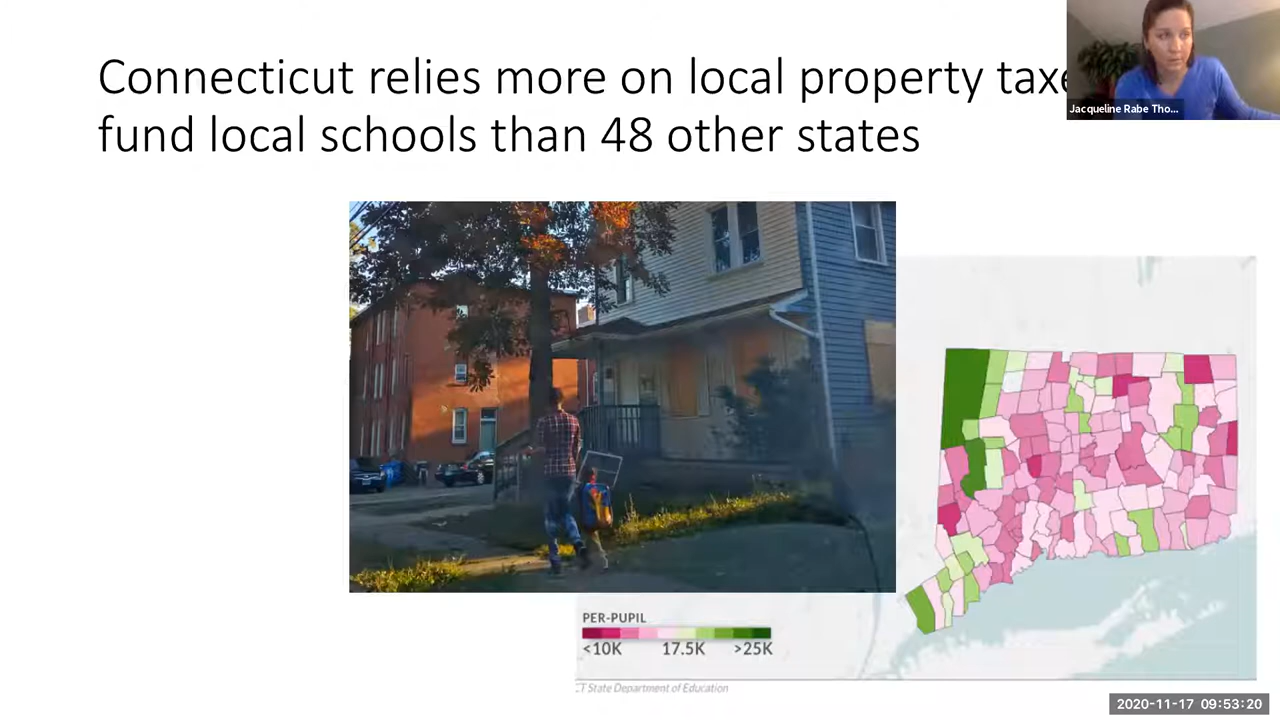 Connecticut relies more on local property taxe
fund local schools than 48 other states
Jacqueline Rabe Tho...
PER-PUPIL
<10K 17.5K >25K
CT State Department of Education
2020-11-17 09:53:20